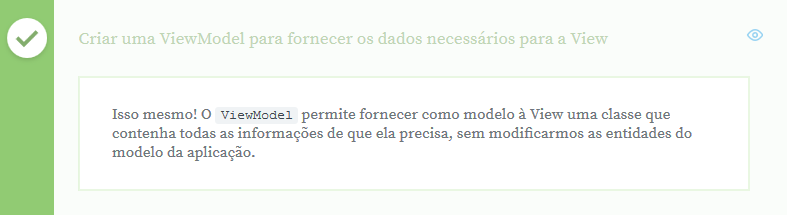 Criar uma ViewModel para fornecer os dados necessários para a View
Isso mesmo! O ViewModel permite fornecer como modelo à View uma classe que
contenha todas as informações de que ela precisa, sem modificarmos as entidades do
modelo da aplicação.